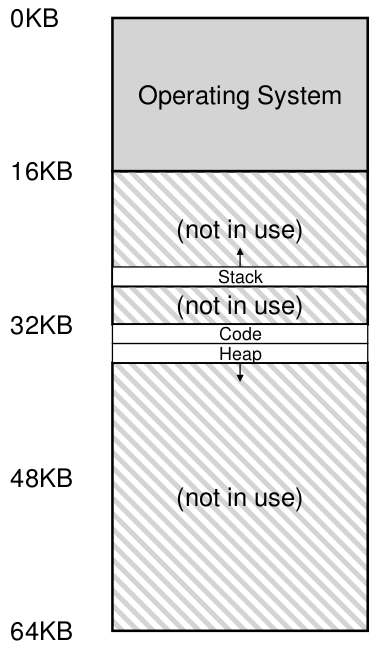 0KB
Operating System
16KB
(not in use)
Stack
(not in use)
32KB
Code
Heap
48KB
(not in use)
64KB